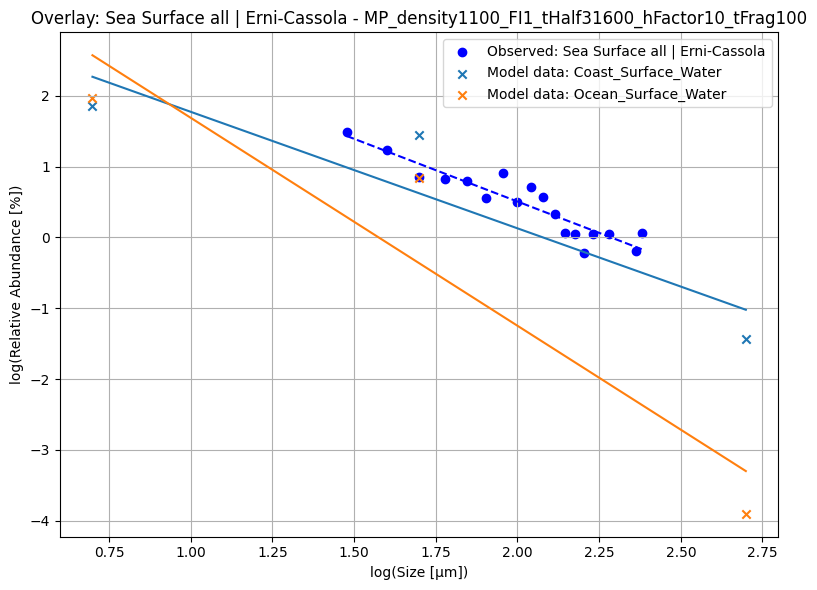 Overlay: Sea Surface all | Erni-Cassola - MP_density1100_FI1_tHalf31600_hFactor10_tFrag100
Observed: Sea Surface all | Erni-Cassola
Model data: Coast_Surface_Water
Model data: Ocean_Surface_Water
log(Relative Abundance [%])
2
1
0
−1
−2
−3
−4
0.75
1.00
1.25
1.50
1.75
2.00
2.25
2.50
2.75
log(Size [µm])